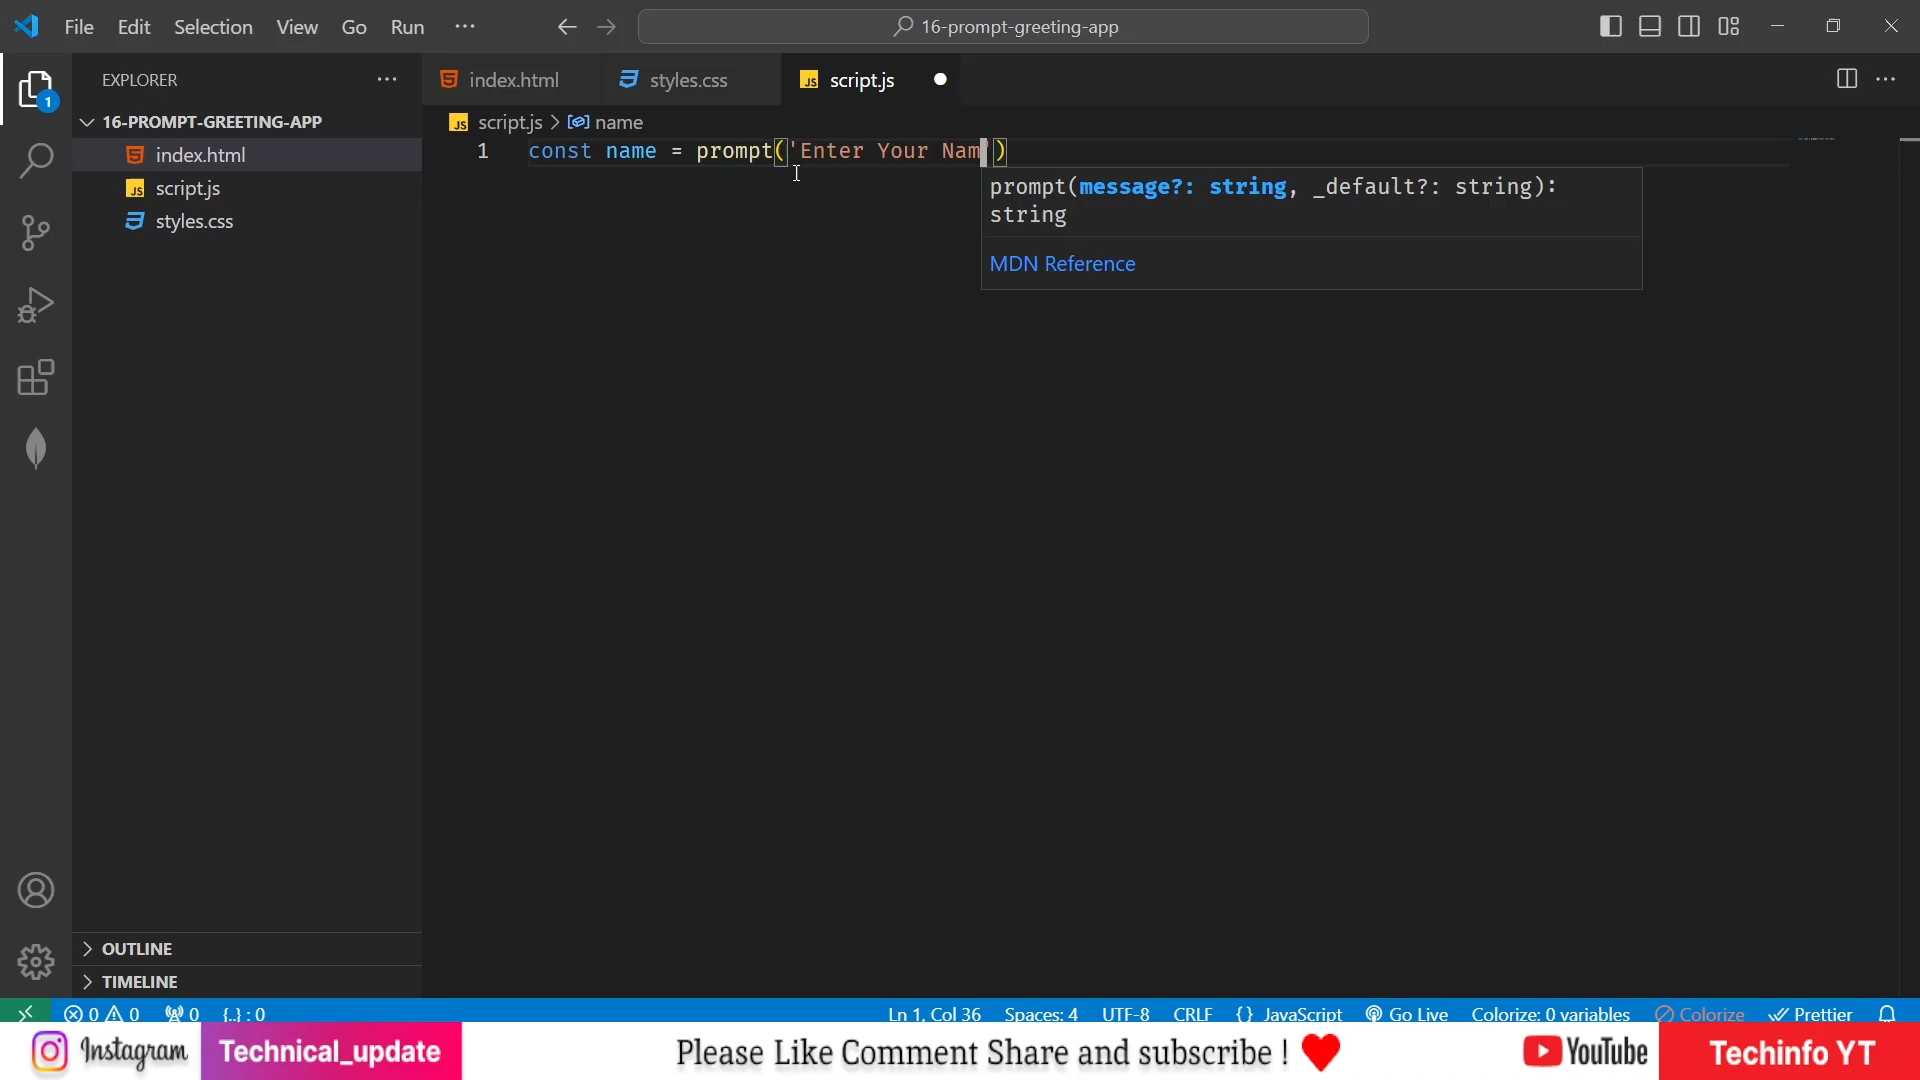 File Edit Selection View Go Run ···
16-prompt-greeting-app
EXPLORER ···
index.html
styles.css
JS script.js
1
16-PROMPT-GREETING-APP
JS script.js > name
index.html
JS script.js
styles.css
1 const name = prompt('Enter Your Nam')
prompt(message?: string, _default?: string):
string
MDN Reference
OUTLINE
TIMELINE
0 0 0 {..} : 0 Ln 1, Col 36 Spaces: 4 UTF-8 CRLF {} JavaScript Go Live Colorize: 0 variables Colorize Prettier
Instagram Technical_update Please Like Comment Share and subscribe ! YouTube Techinfo YT